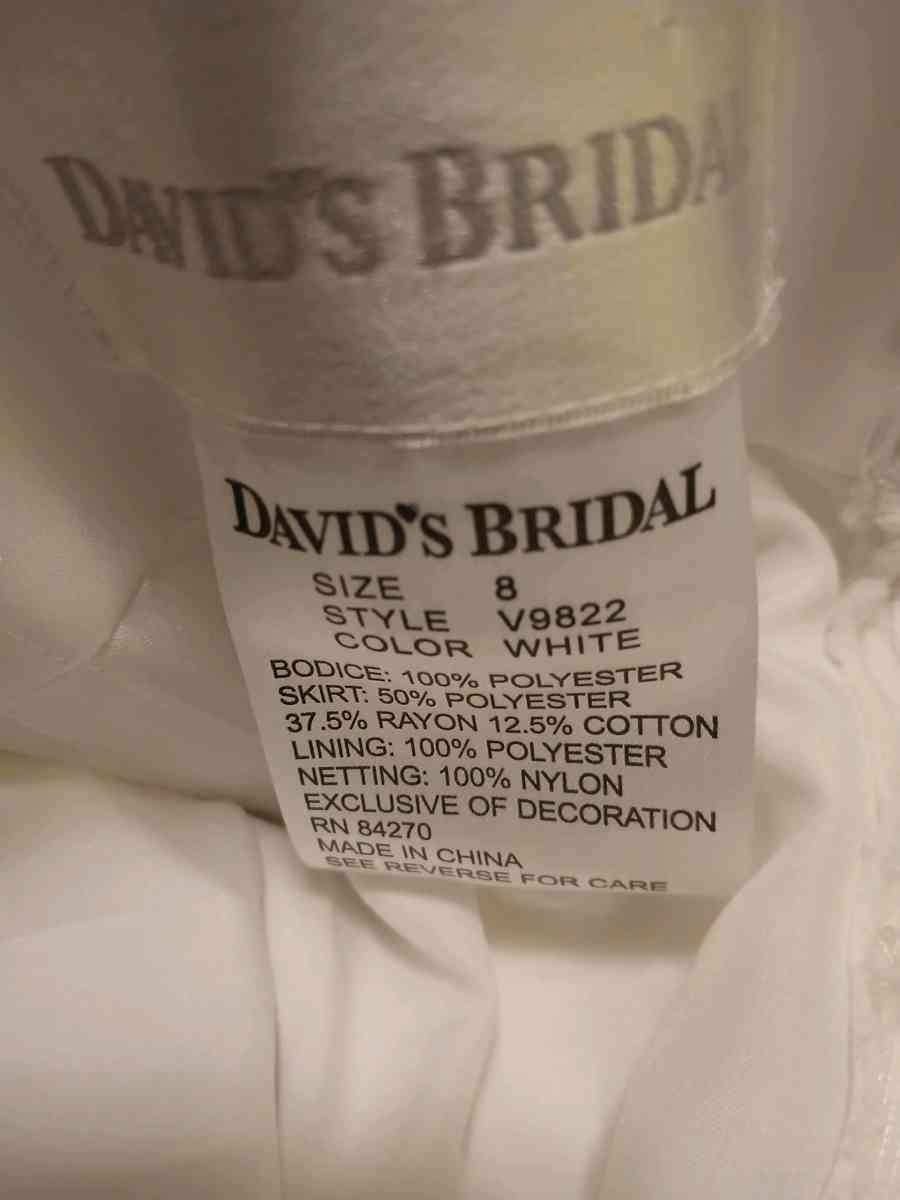 DAVID'S BRIDAL
DAVID'S BRIDAL
SIZE 8
STYLE V9822
COLOR WHITE
BODICE: 100% POLYESTER
SKIRT: 50% POLYESTER
37.5% RAYON 12.5% COTTON
LINING: 100% POLYESTER
NETTING: 100% NYLON
EXCLUSIVE OF DECORATION
RN 84270
MADE IN CHINA
SEE REVERSE FOR CARE